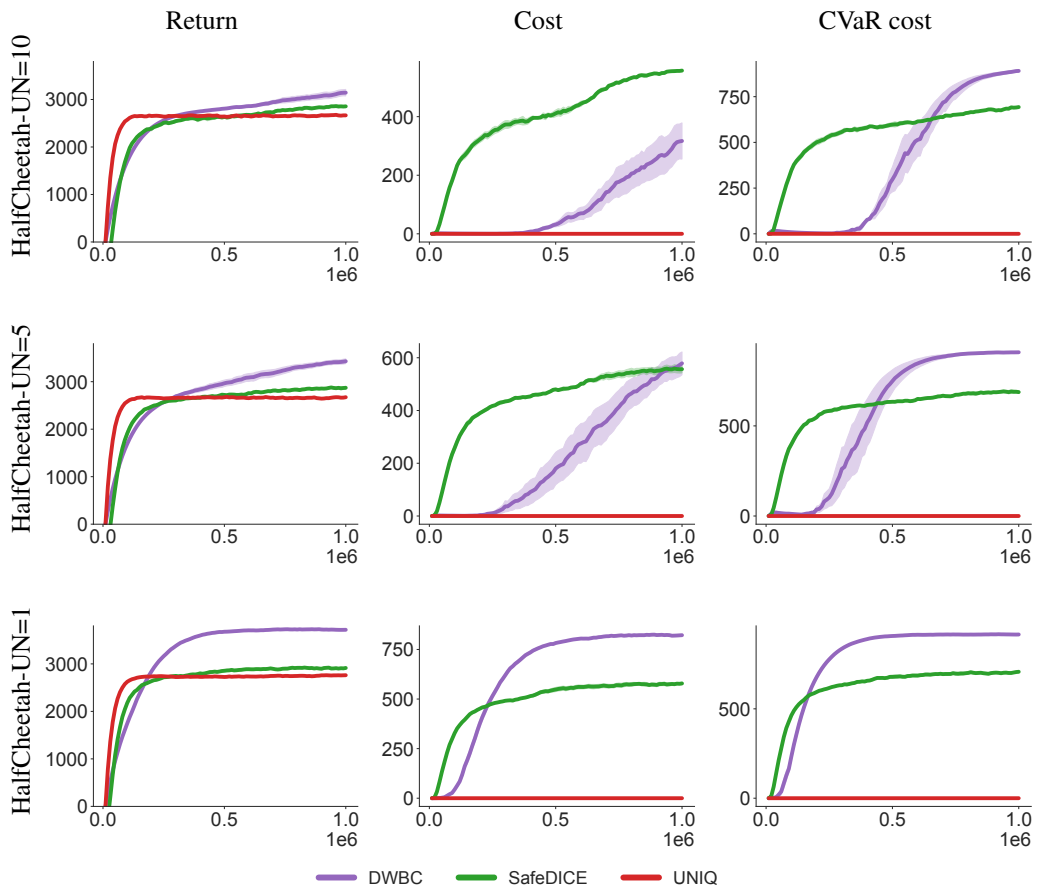 Return Cost CVaR cost
HalfCheetah-UN=10
3000
2000
1000
0
0.0 0.5 1.0
1e6
400
200
0
0.0 0.5 1.0
1e6
750
500
250
0
0.0 0.5 1.0
1e6
HalfCheetah-UN=5
3000
2000
1000
0
0.0 0.5 1.0
1e6
600
400
200
0
0.0 0.5 1.0
1e6
500
0
0.0 0.5 1.0
1e6
HalfCheetah-UN=1
3000
2000
1000
0
0.0 0.5 1.0
1e6
750
500
250
0
0.0 0.5 1.0
1e6
500
0
0.0 0.5 1.0
1e6
DWBC SafeDICE UNIQ